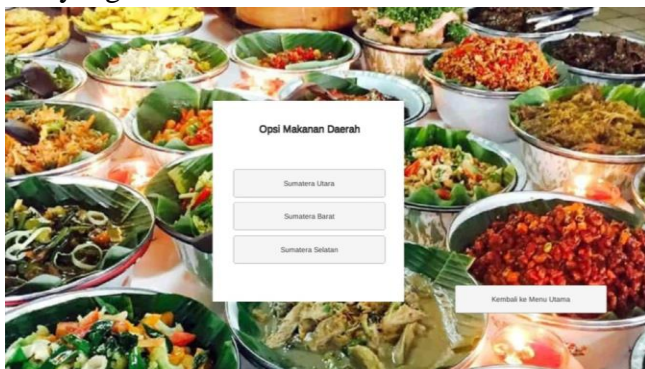 Opsi Makanan Daerah
Sumatera Utara
Sumatera Barat
Sumatera Selatan
Kembali ke Menu Utama